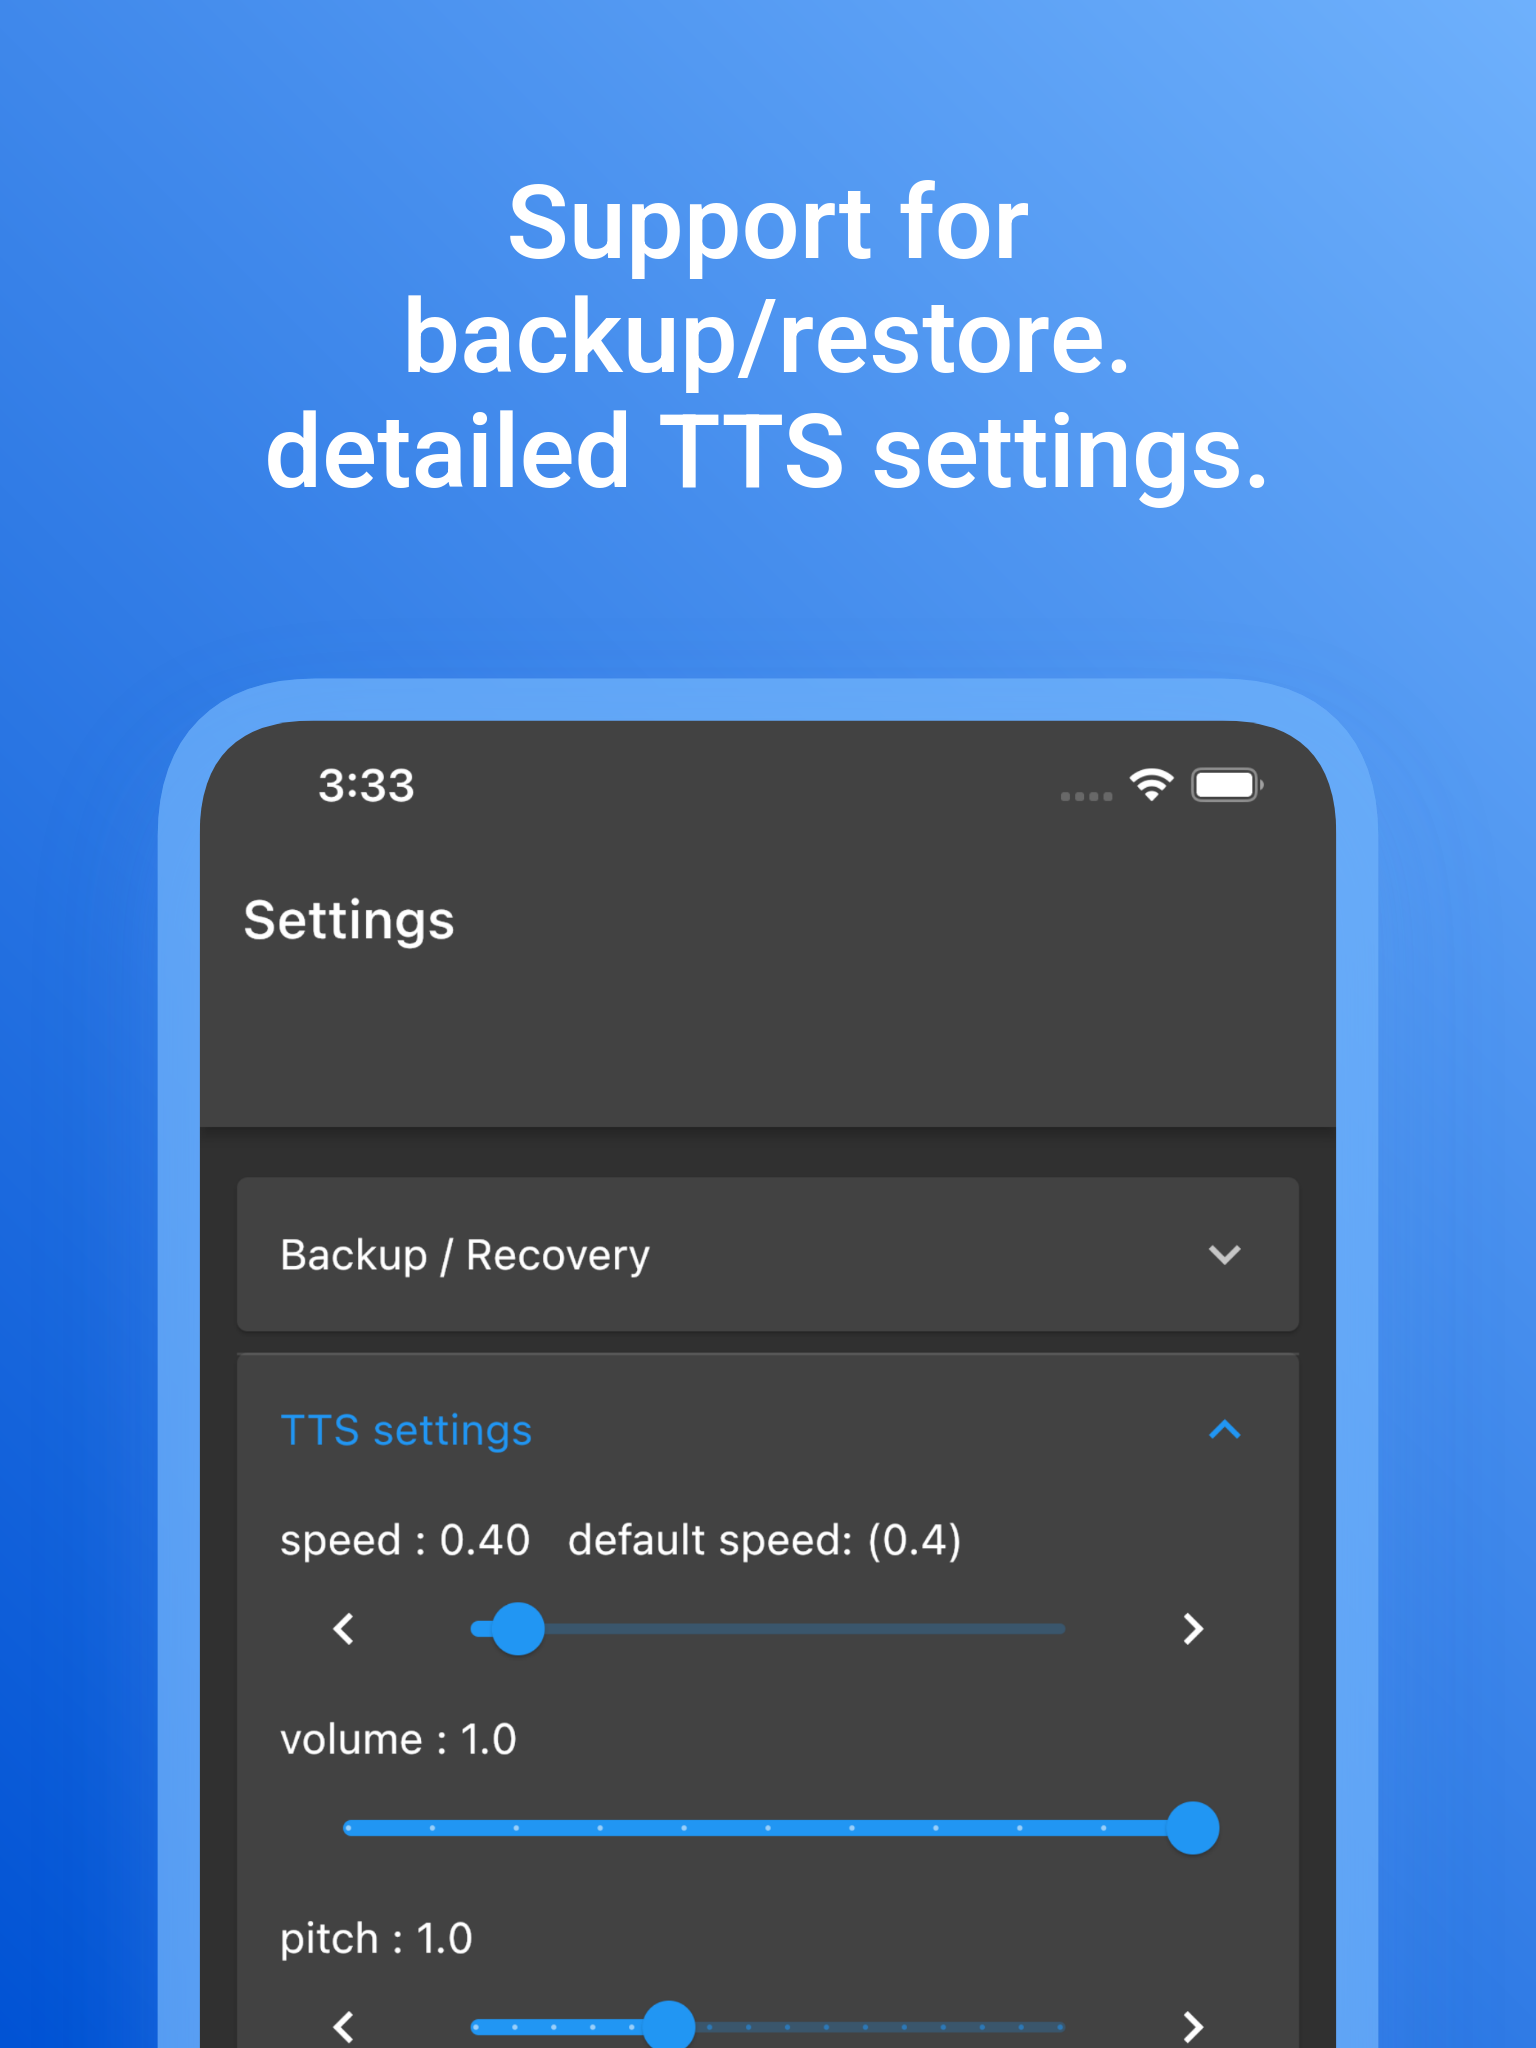 Support for
backup/restore.
detailed TTS settings.
3:33
Settings
Backup / Recovery
TTS settings
speed : 0.40 default speed: (0.4)
volume : 1.0
pitch : 1.0